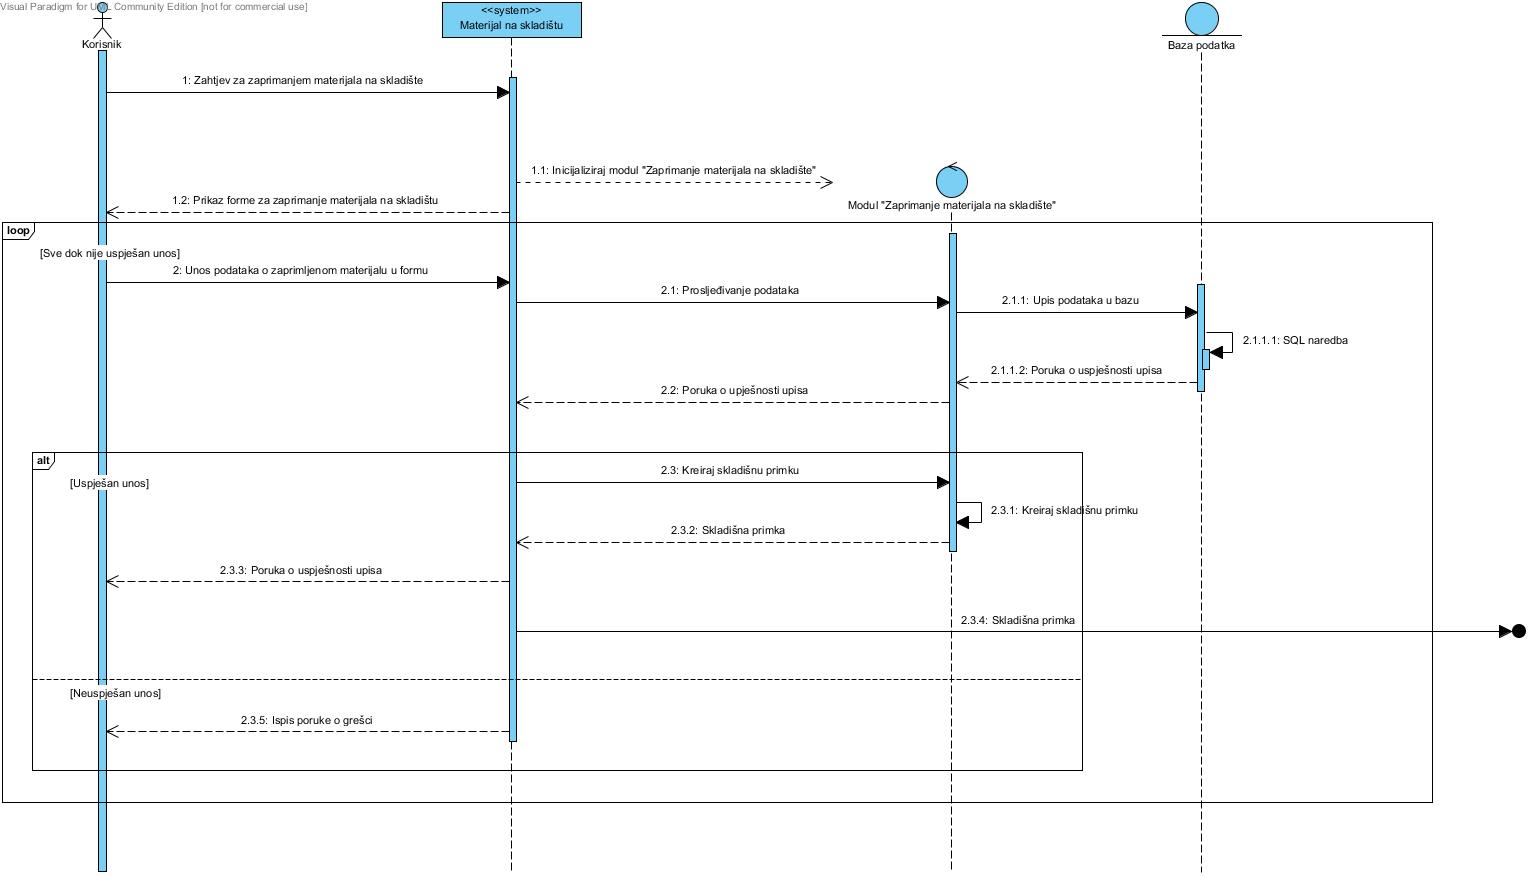 Visual Paradigm for UML Community Edition [not for commercial use]
<<system>>
Materijal na skladištu
Korisnik
Baza podatka
1: Zahtjev za zaprimanjem materijala na skladište
1.1: Inicijaliziraj modul "Zaprimanje materijala na skladište"
1.2: Prikaz forme za zaprimanje materijala na skladištu
Modul "Zaprimanje materijala na skladište"
loop
[Sve dok nije uspješan unos]
2: Unos podataka o zaprimljenom materijalu u formu
2.1: Prosljeđivanje podataka
2.1.1: Upis podataka u bazu
2.1.1.1: SQL naredba
2.1.1.2: Poruka o uspješnosti upisa
2.2: Poruka o upješnosti upisa
alt
[Uspješan unos]
2.3: Kreiraj skladišnu primku
2.3.1: Kreiraj skladišnu primku
2.3.2: Skladišna primka
2.3.3: Poruka o uspješnosti upisa
2.3.4: Skladišna primka
[Neuspješan unos]
2.3.5: Ispis poruke o grešci